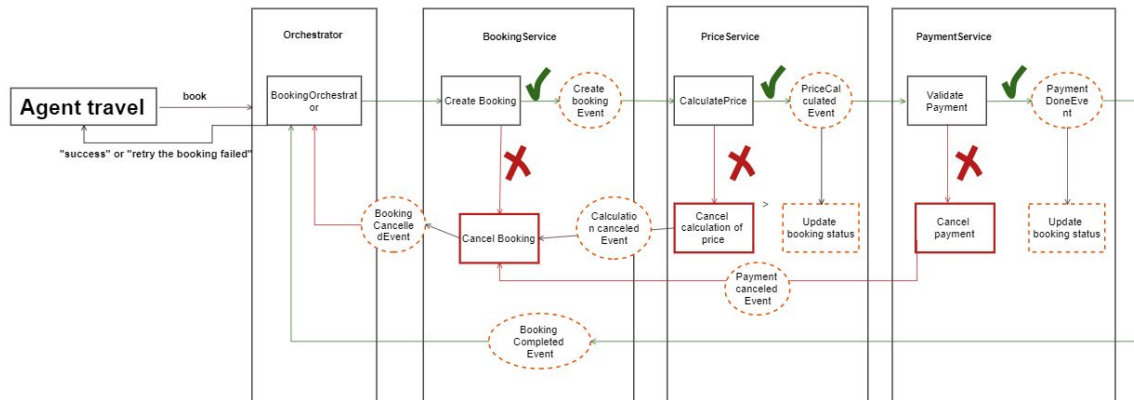 Orchestrator
BookingService
PriceService
PaymentService
Agent travel
book
"success" or "retry the booking failed"
BookingOrchestrat
or
Create Booking
Create
booking
Event
CalculatePrice
PriceCal
culated
Event
Validate
Payment
Payment
DoneEve
nt
Booking
Cancelle
dEvent
Cancel Booking
Calculatio
n canceled
Event
Cancel
calculation of
price
>
Update
booking status
Cancel
payment
Update
booking status
Payment
canceled
Event
Booking
Completed
Event